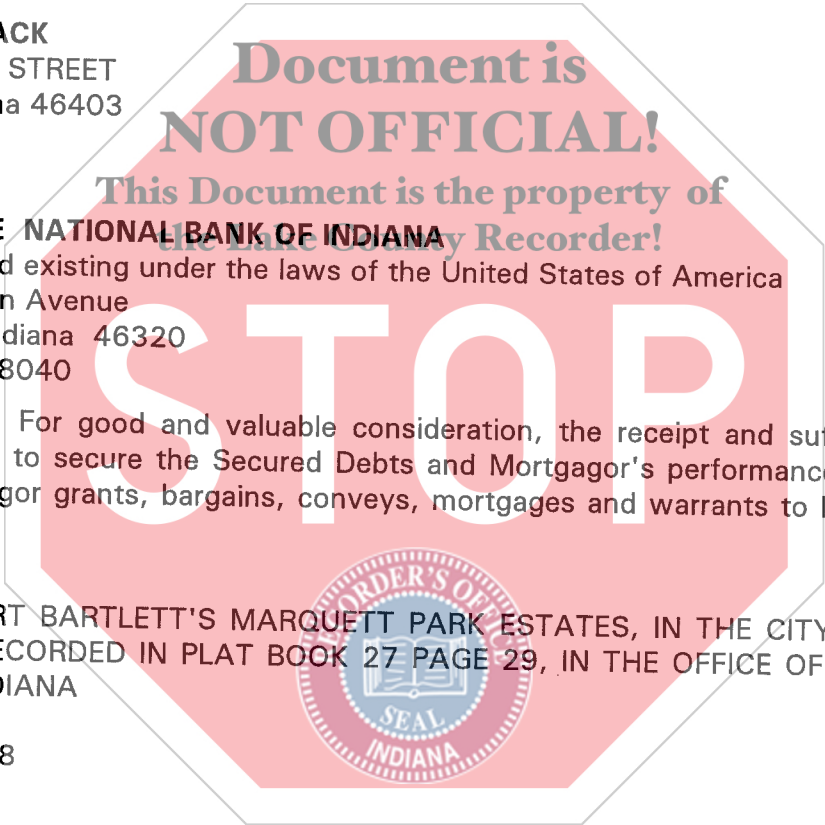 ACK
STREET
na 46403
Document is
NOT OFFICIAL!
This Document is the property of
the Lake County Recorder!
E NATIONAL BANK OF INDIANA
d existing under the laws of the United States of America
n Avenue
diana 46320
8040
STOP
For good and valuable consideration, the receipt and suf
to secure the Secured Debts and Mortgagor's performance
gor grants, bargains, conveys, mortgages and warrants to
RT BARTLETT'S MARQUETT PARK ESTATES, IN THE CITY
ECORDED IN PLAT BOOK 27 PAGE 29, IN THE OFFICE OF
DIANA
8
RECORDER'S OFFICE
SEAL
INDIANA